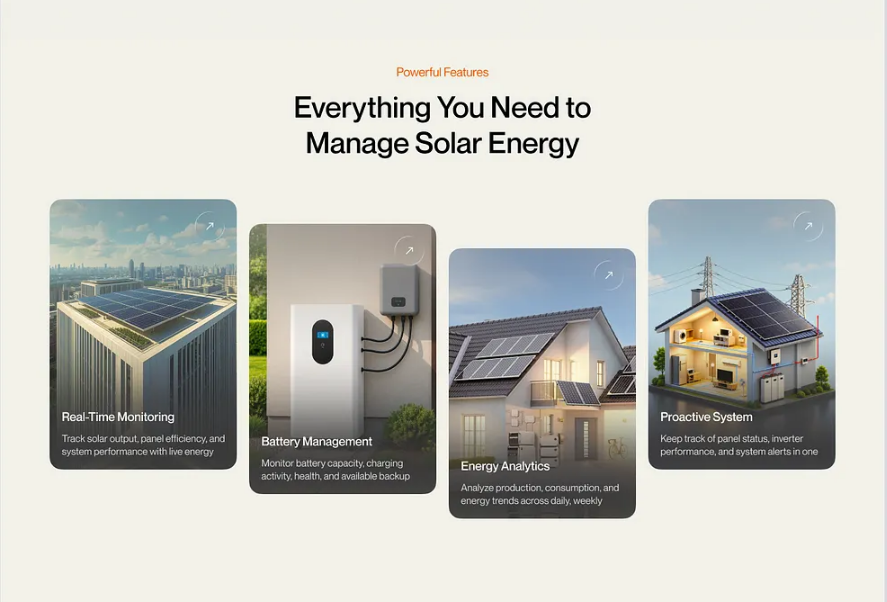 Powerful Features
Everything You Need to
Manage Solar Energy
Real-Time Monitoring
Track solar output, panel efficiency, and
system performance with live energy
Battery Management
Monitor battery capacity, charging
activity, health, and available backup
Energy Analytics
Analyze production, consumption, and
energy trends across daily, weekly
Proactive System
Keep track of panel status, inverter
performance, and system alerts in one